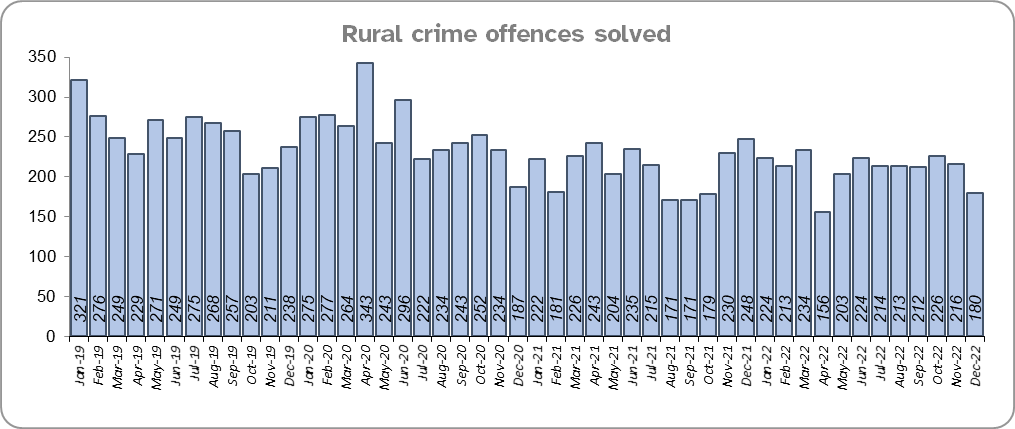 Rural crime offences solved
350
300
250
200
150
100
50
0
321 276 249 229 271 249 275 268 257 203 211 238 275 277 264 343 243 296 222 234 243 252 234 187 222 181 226 243 204 235 215 171 171 179 230 248 224 213 234 156 203 224 214 213 212 226 216 180
Jan-19 Feb-19 Mar-19 Apr-19 May-19 Jun-19 Jul-19 Aug-19 Sep-19 Oct-19 Nov-19 Dec-19 Jan-20 Feb-20 Mar-20 Apr-20 May-20 Jun-20 Jul-20 Aug-20 Sep-20 Oct-20 Nov-20 Dec-20 Jan-21 Feb-21 Mar-21 Apr-21 May-21 Jun-21 Jul-21 Aug-21 Sep-21 Oct-21 Nov-21 Dec-21 Jan-22 Feb-22 Mar-22 Apr-22 May-22 Jun-22 Jul-22 Aug-22 Sep-22 Oct-22 Nov-22 Dec-22